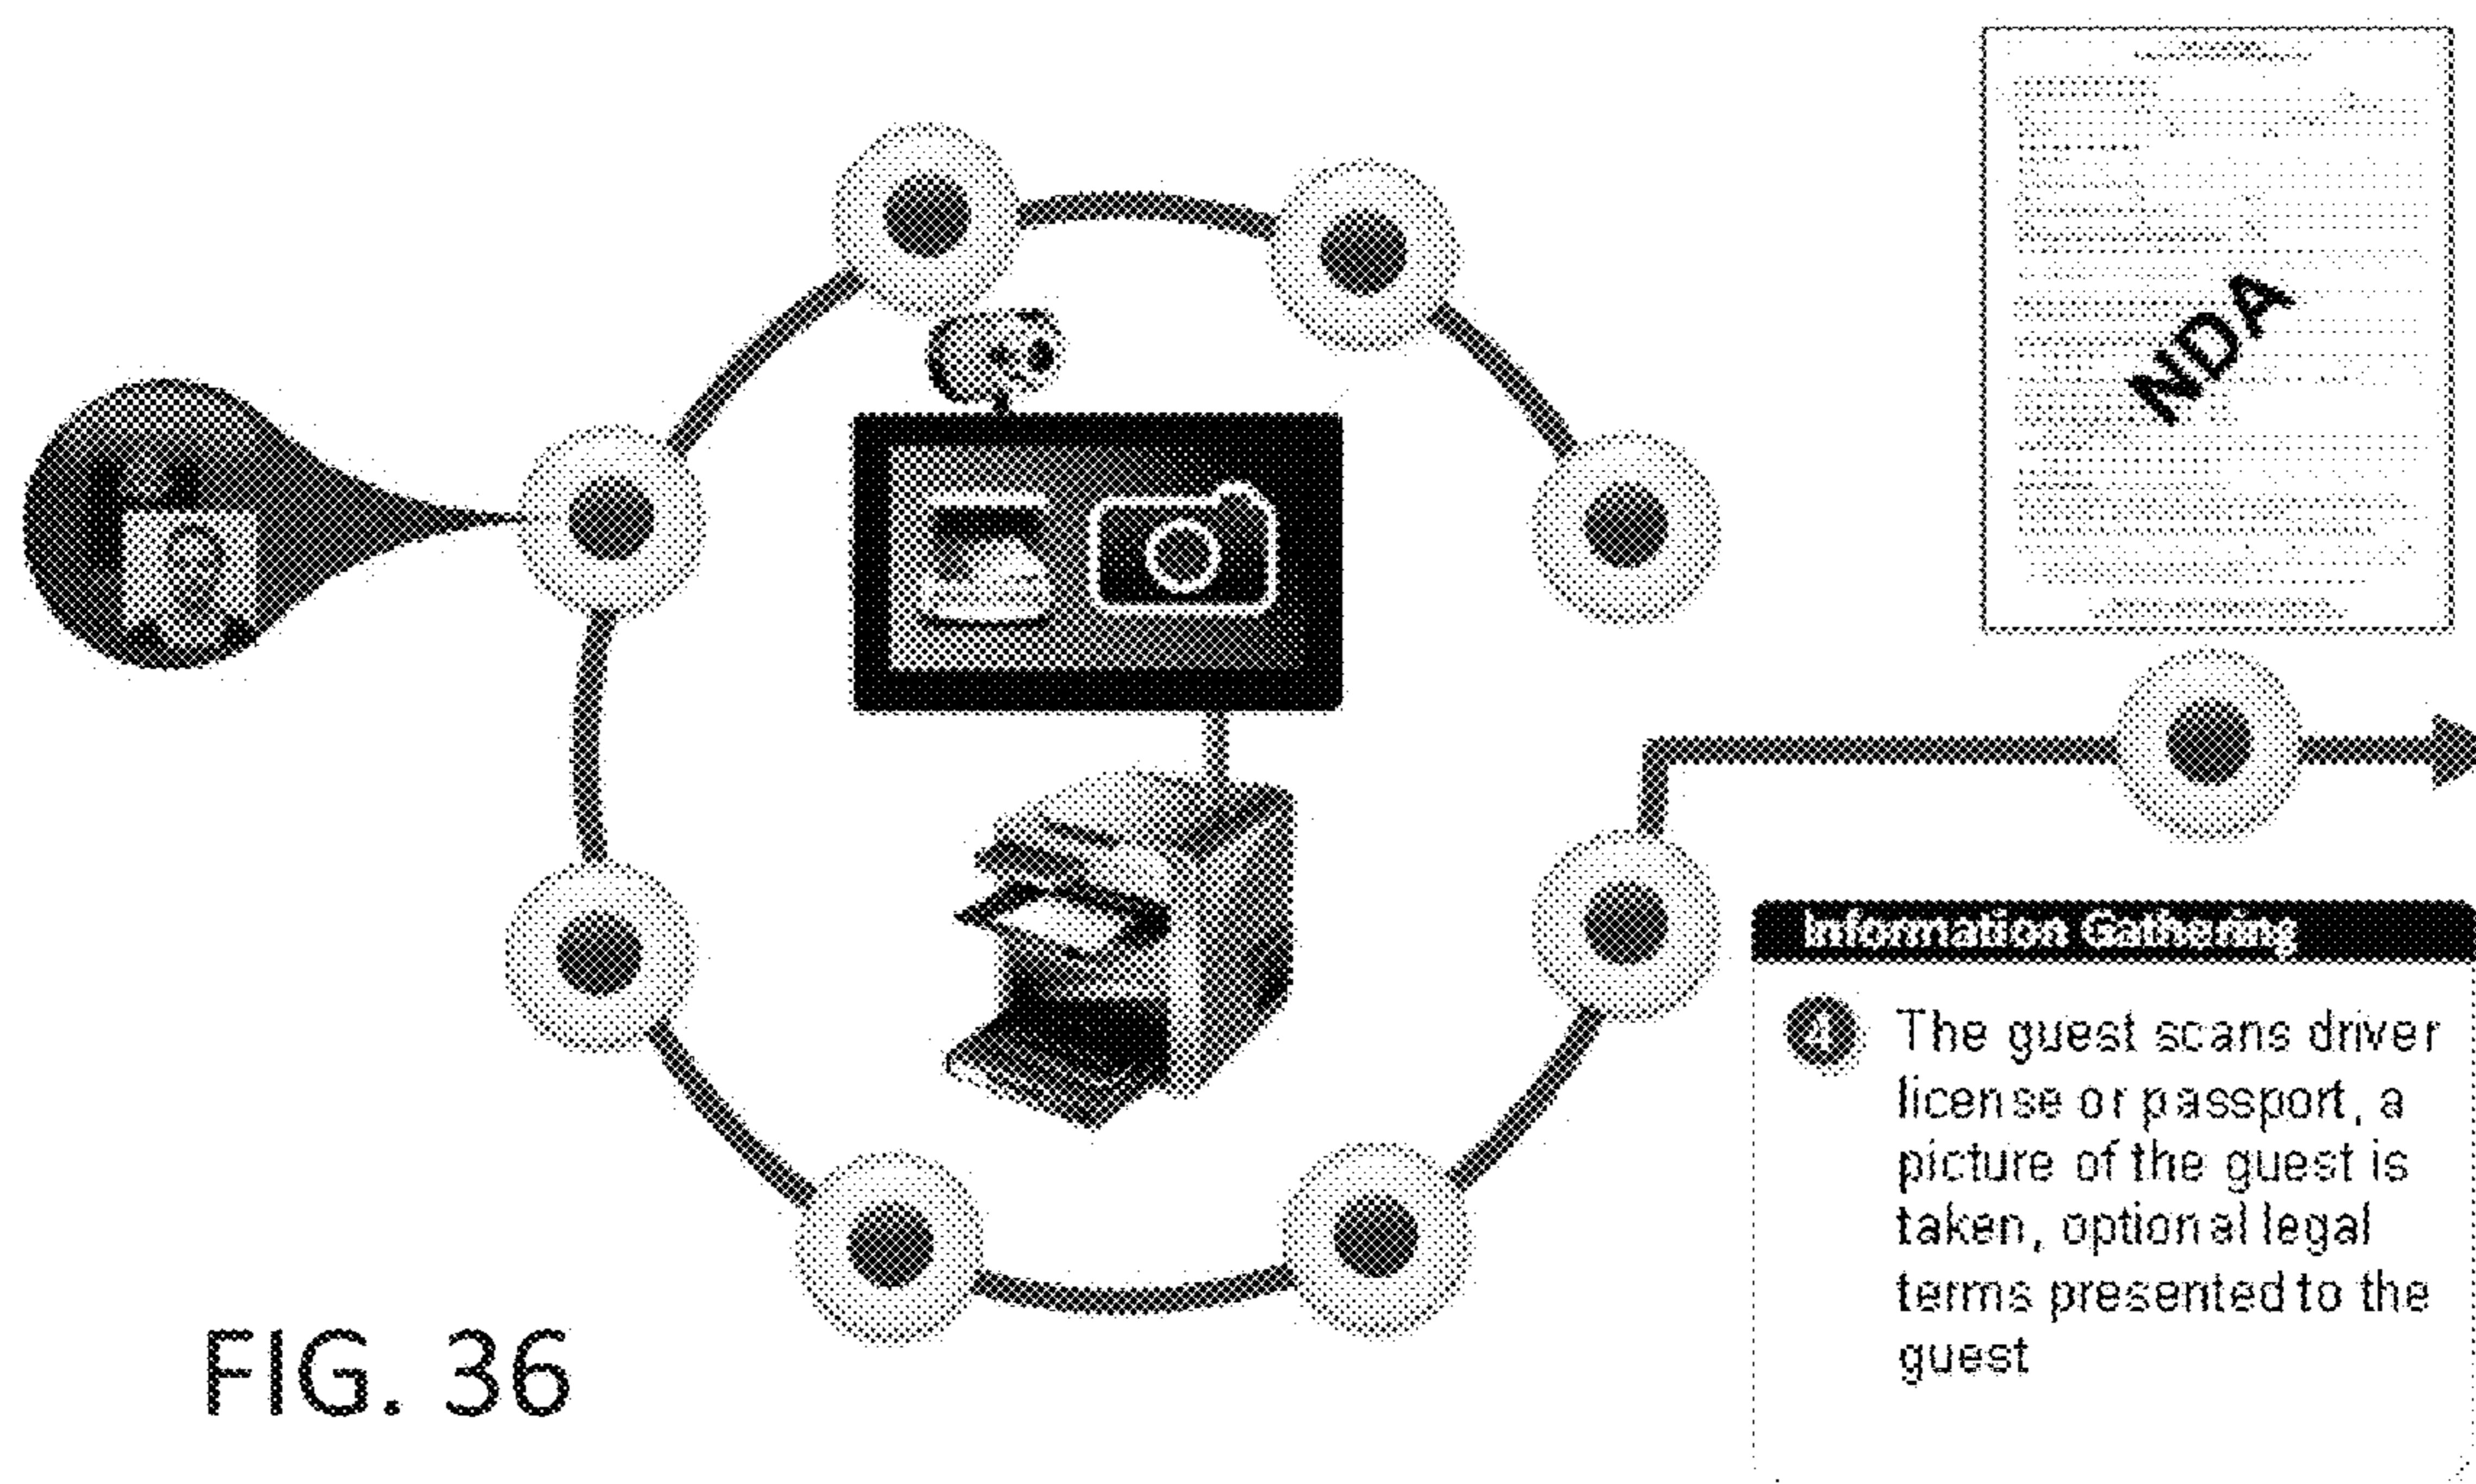 NDA
Information Gathering
4 The guest scans driver
license or passport, a
picture of the guest is
taken, optional legal
terms presented to the
guest
FIG. 36